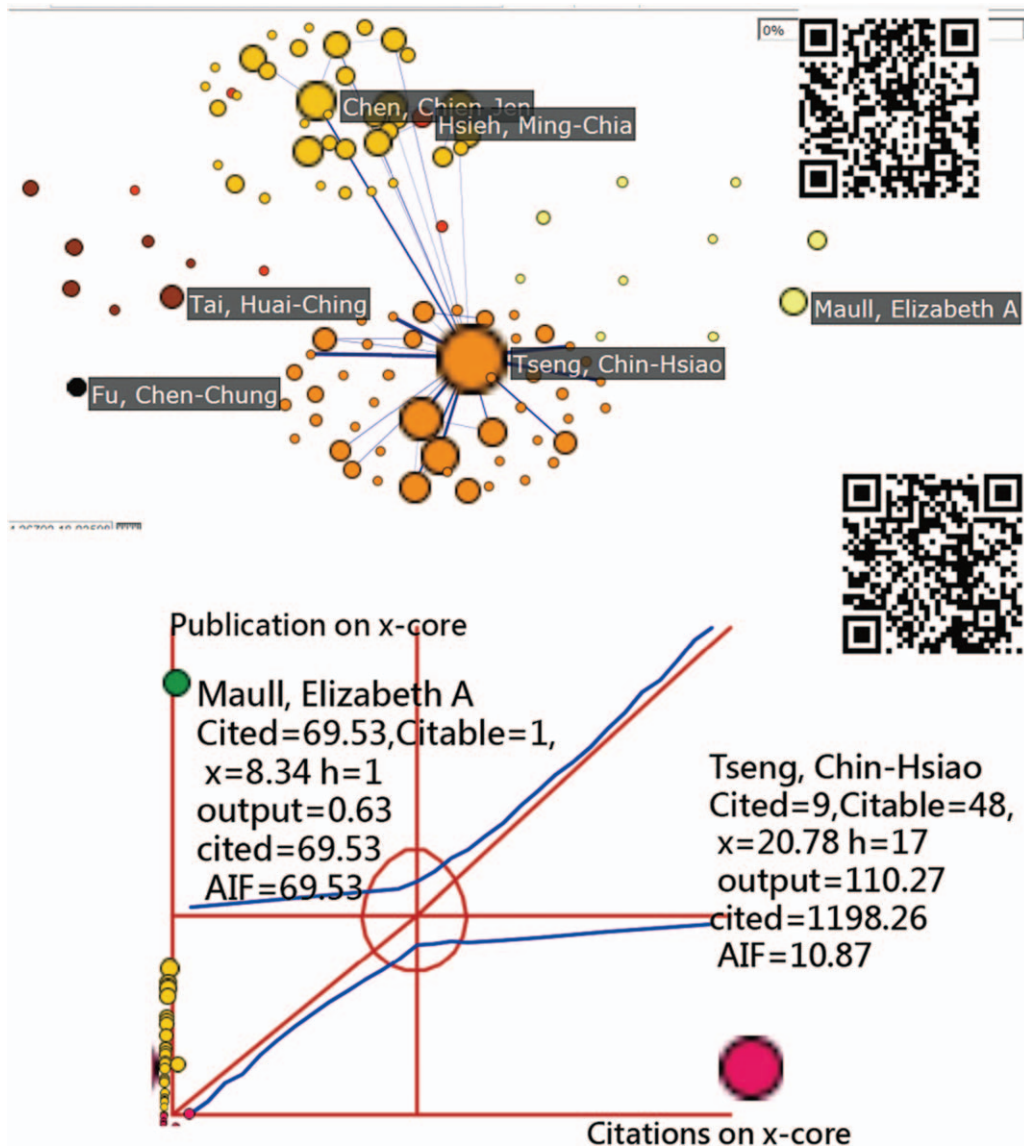 0%
Chen, Chien Jen
Hsieh, Ming-Chia
Tai, Huai-Ching
Maull, Elizabeth A
Tseng, Chin-Hsiao
Fu, Chen-Chung
Publication on x-core
Maull, Elizabeth A
Cited=69.53,Citable=1,
x=8.34 h=1
output=0.63
cited=69.53
AIF=69.53
Tseng, Chin-Hsiao
Cited=9,Citable=48,
x=20.78 h=17
output=110.27
cited=1198.26
AIF=10.87
Citations on x-core